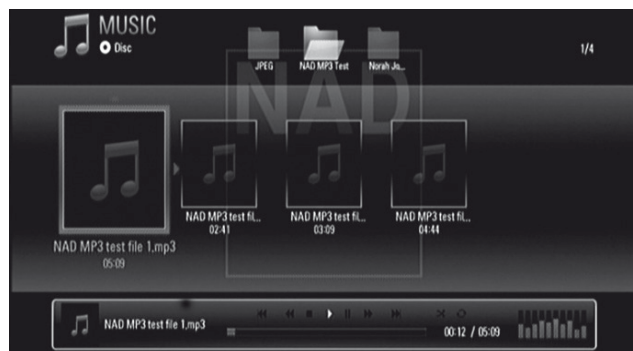 MUSIC
Disc
1/4
JPEG
NAD MP3 Test
Norah Jo...
NAD
NAD MP3 test fil...
02:41
NAD MP3 test fil...
03:09
NAD MP3 test fil...
04:44
NAD MP3 test file 1.mp3
05:09
NAD MP3 test file 1.mp3
00:12 / 05:09